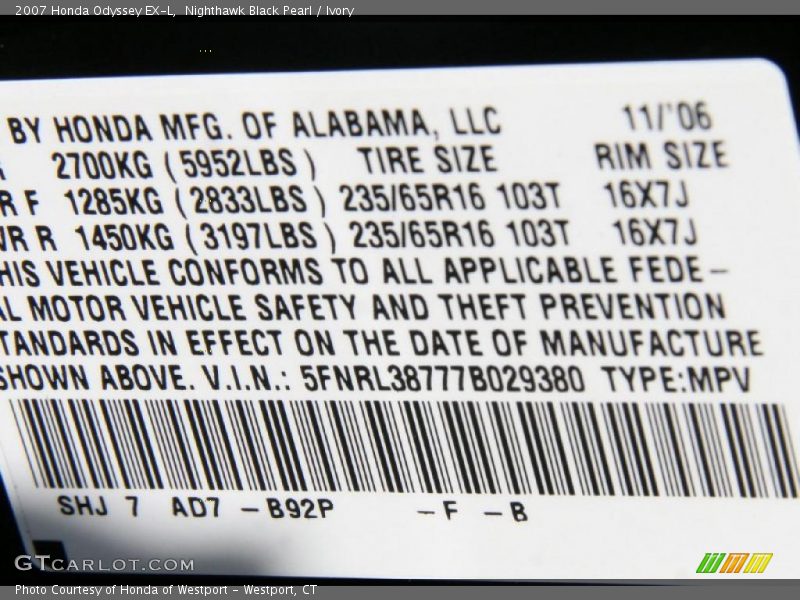 2007 Honda Odyssey EX-L, Nighthawk Black Pearl / Ivory
BY HONDA MFG. OF ALABAMA, LLC 11/'06
2700KG (5952LBS) TIRE SIZE RIM SIZE
R F 1285KG (2833LBS) 235/65R16 103T 16X7J
WR R 1450KG (3197LBS) 235/65R16 103T 16X7J
HIS VEHICLE CONFORMS TO ALL APPLICABLE FEDE-
AL MOTOR VEHICLE SAFETY AND THEFT PREVENTION
TANDARDS IN EFFECT ON THE DATE OF MANUFACTURE
SHOWN ABOVE. V.I.N.: 5FNRL38777B029380 TYPE:MPV
SHJ 7 AD7 -B92P -F -B
GTCARLOT.COM
Photo Courtesy of Honda of Westport - Westport, CT